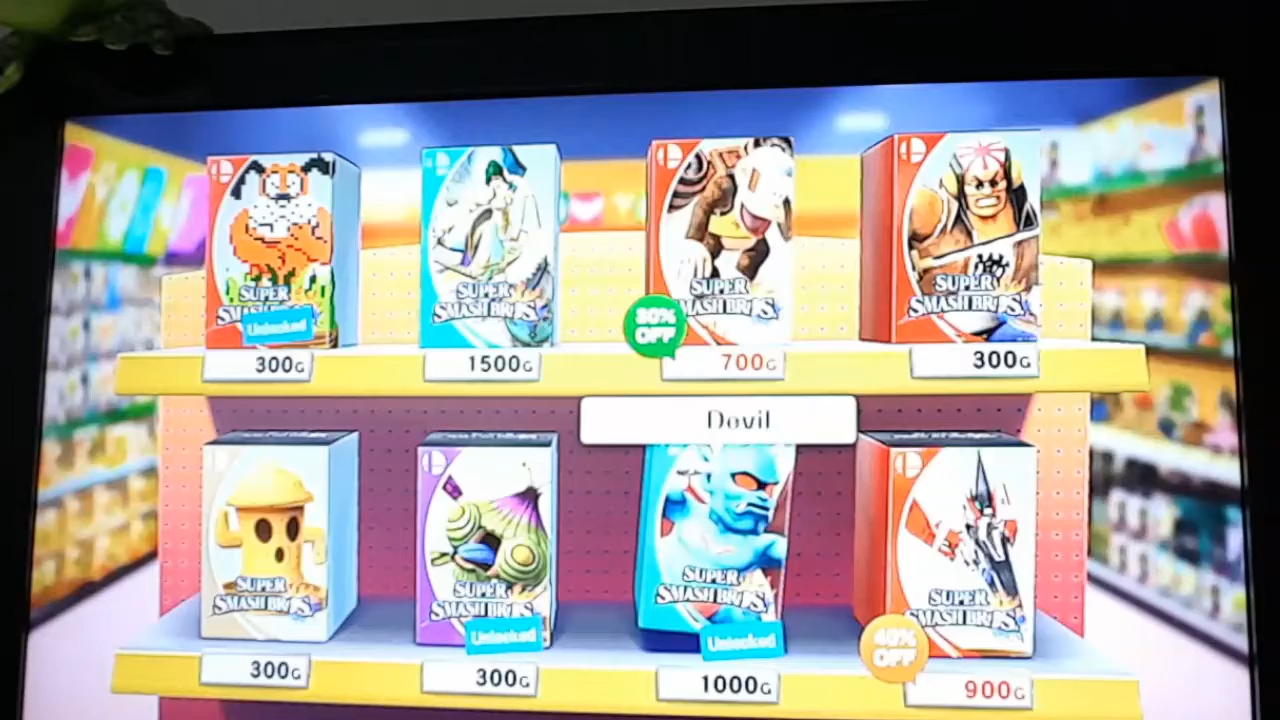 SUPER
SMASH BROS.
Unlocked
300G
SUPER
SMASH BROS.
1500G
SUPER
SMASH BROS.
30%
OFF
700G
SUPER
SMASH BROS.
300G
Devil
SUPER
SMASH BROS.
300G
SUPER
SMASH BROS.
Unlocked
300G
SUPER
SMASH BROS.
Unlocked
1000G
SUPER
SMASH BROS.
40%
OFF
900G